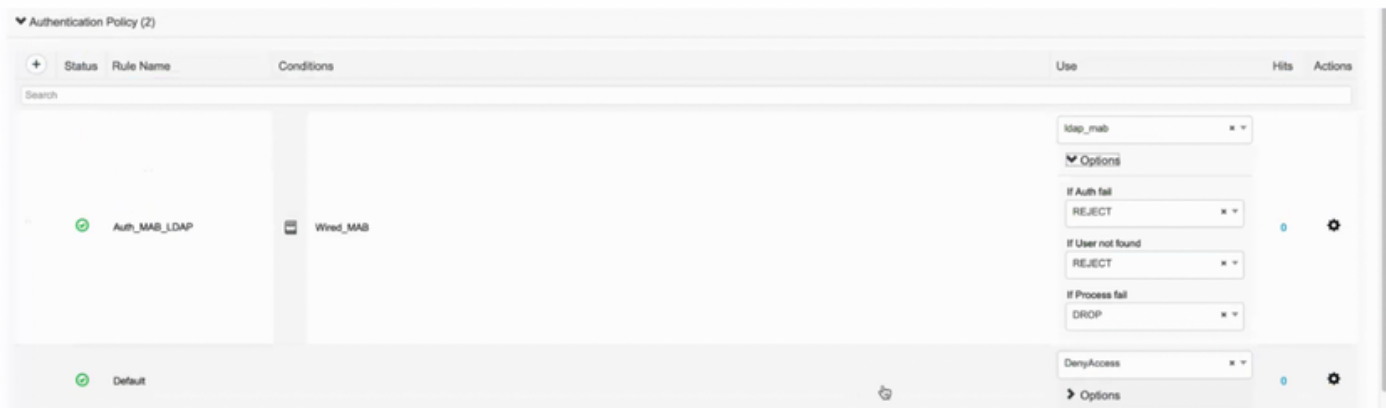 Authentication Policy (2)
+ Status Rule Name Conditions Use Hits Actions
Search
ldap_mab
Options
If Auth fail
REJECT
Auth_MAB_LDAP Wired_MAB 0
If User not found
REJECT
If Process fail
DROP
DenyAccess
Default 0
Options